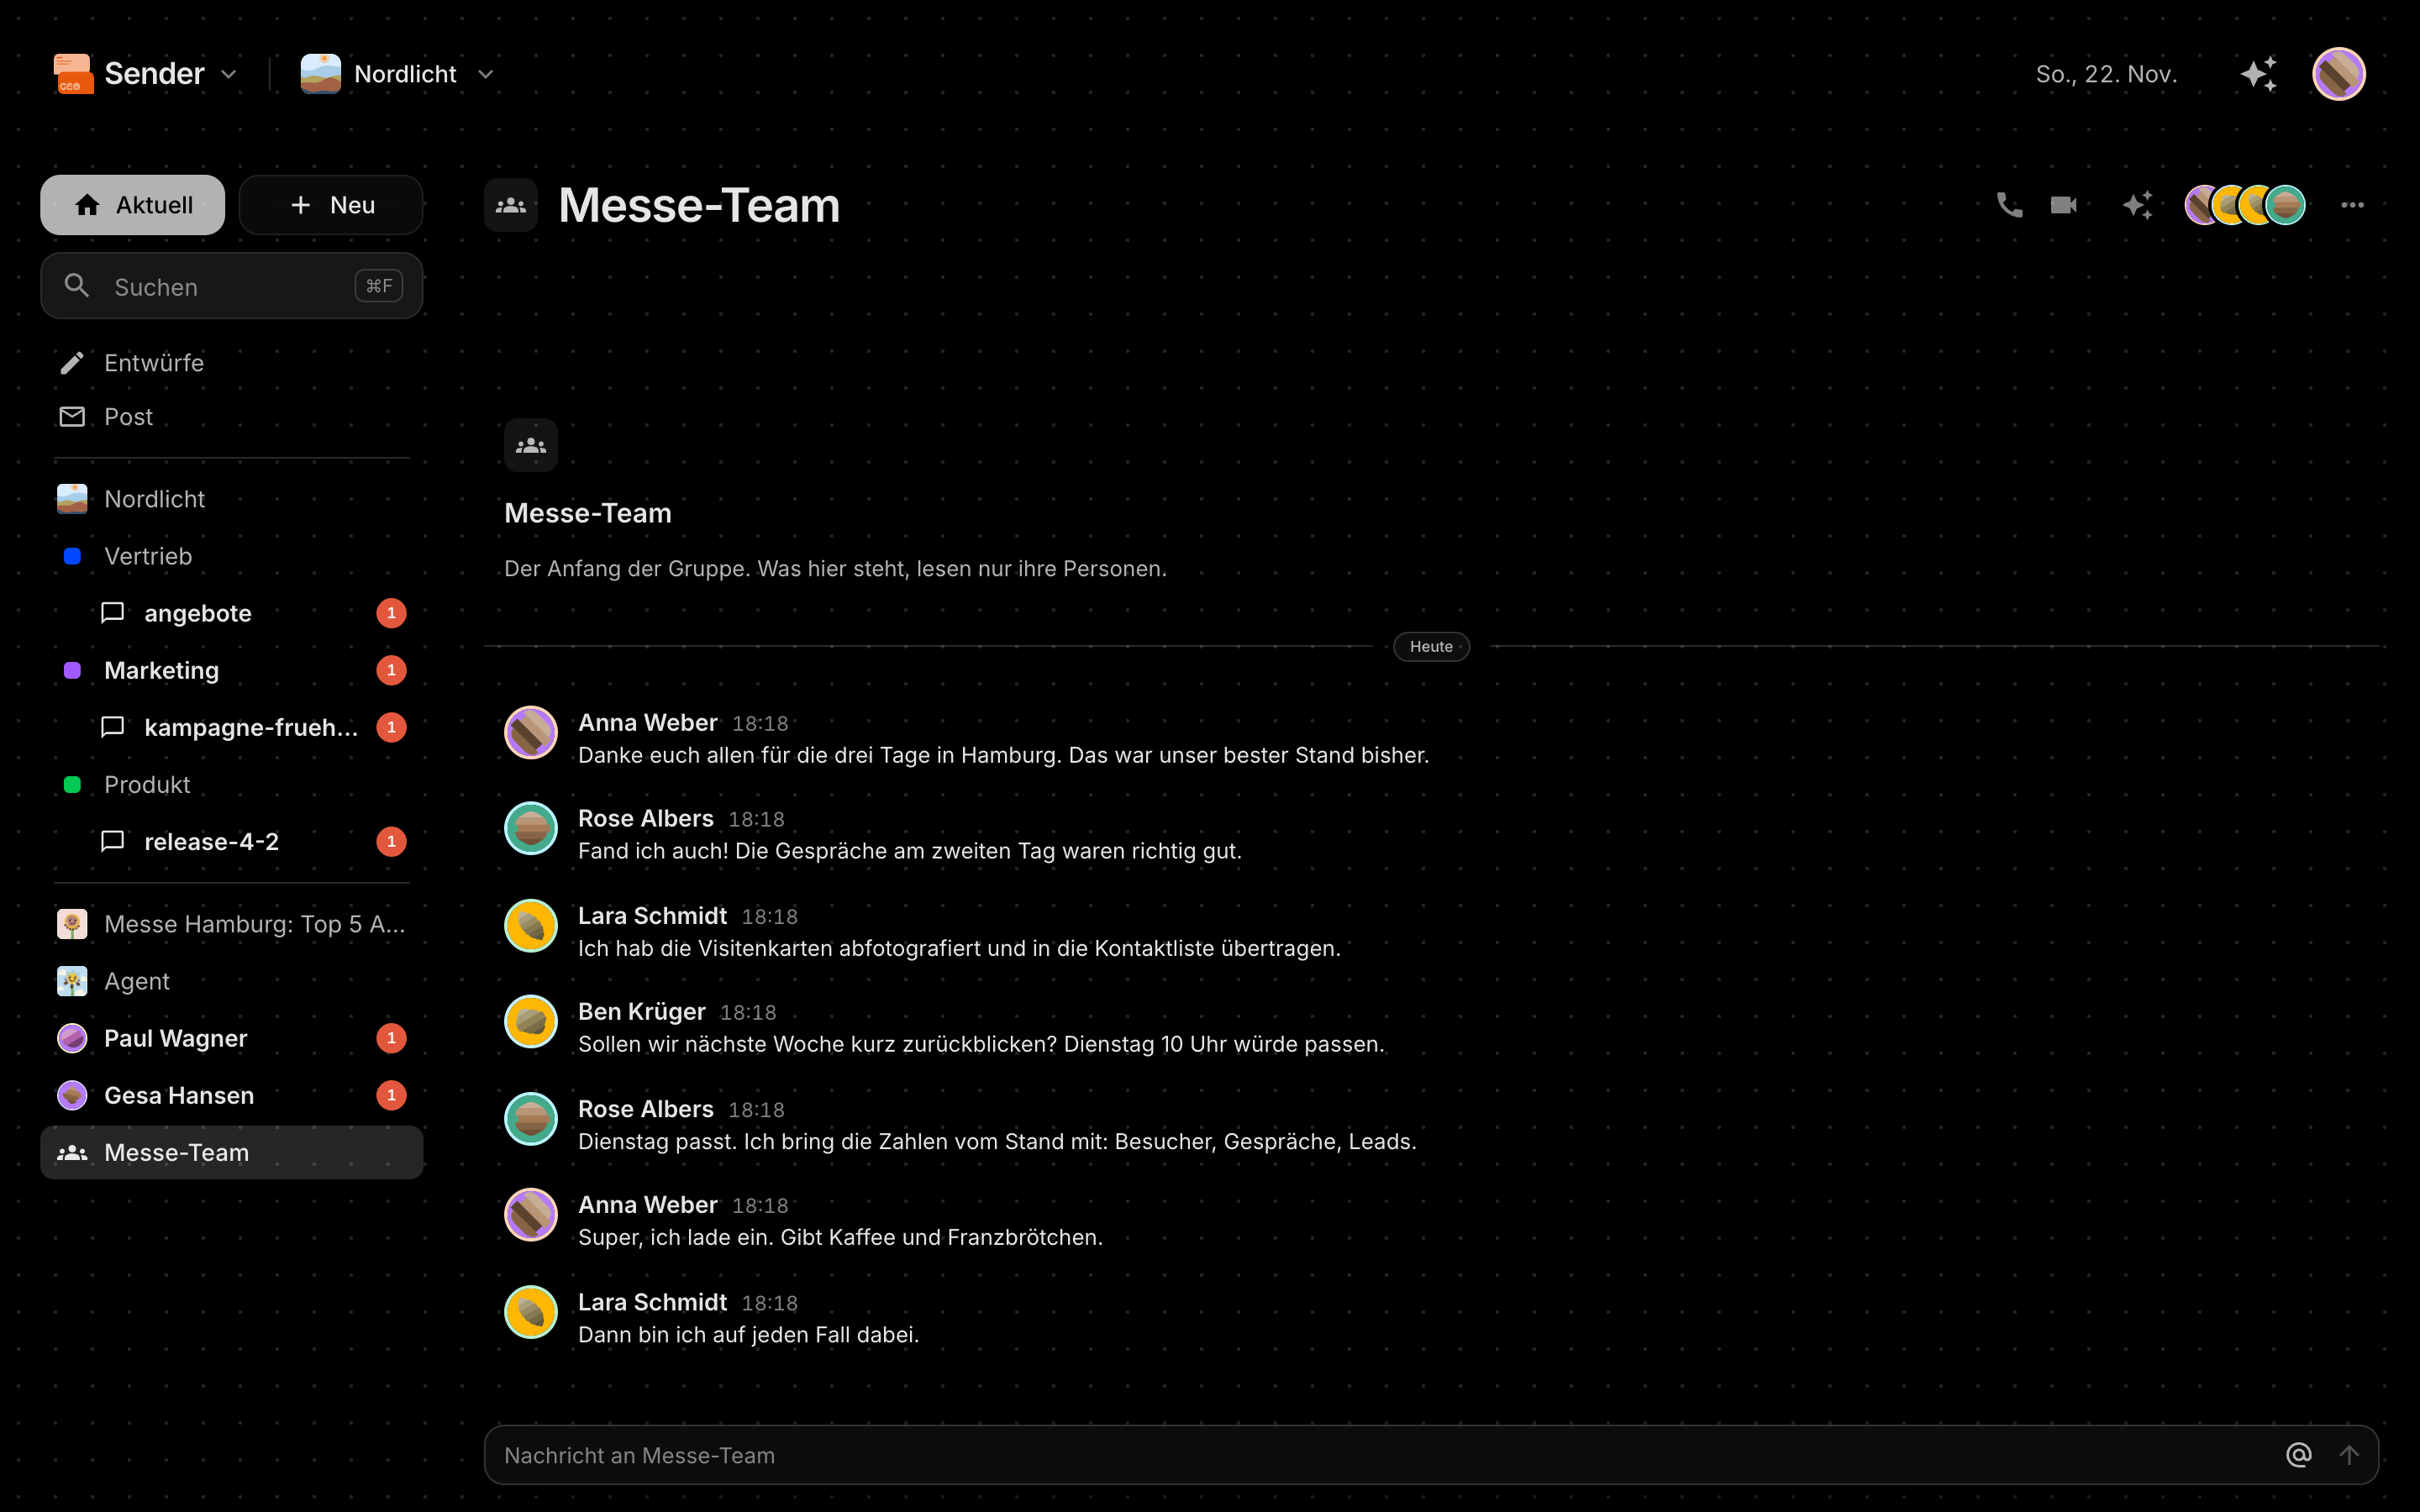 Sender
Nordlicht
So., 22. Nov.
Aktuell
Neu
Suchen
⌘F
Entwürfe
Post
Nordlicht
Vertrieb
angebote 1
Marketing 1
kampagne-frueh... 1
Produkt
release-4-2 1
Messe Hamburg: Top 5 A...
Agent
Paul Wagner 1
Gesa Hansen 1
Messe-Team
Messe-Team
Messe-Team
Der Anfang der Gruppe. Was hier steht, lesen nur ihre Personen.
Heute
Anna Weber 18:18
Danke euch allen für die drei Tage in Hamburg. Das war unser bester Stand bisher.
Rose Albers 18:18
Fand ich auch! Die Gespräche am zweiten Tag waren richtig gut.
Lara Schmidt 18:18
Ich hab die Visitenkarten abfotografiert und in die Kontaktliste übertragen.
Ben Krüger 18:18
Sollen wir nächste Woche kurz zurückblicken? Dienstag 10 Uhr würde passen.
Rose Albers 18:18
Dienstag passt. Ich bring die Zahlen vom Stand mit: Besucher, Gespräche, Leads.
Anna Weber 18:18
Super, ich lade ein. Gibt Kaffee und Franzbrötchen.
Lara Schmidt 18:18
Dann bin ich auf jeden Fall dabei.
Nachricht an Messe-Team